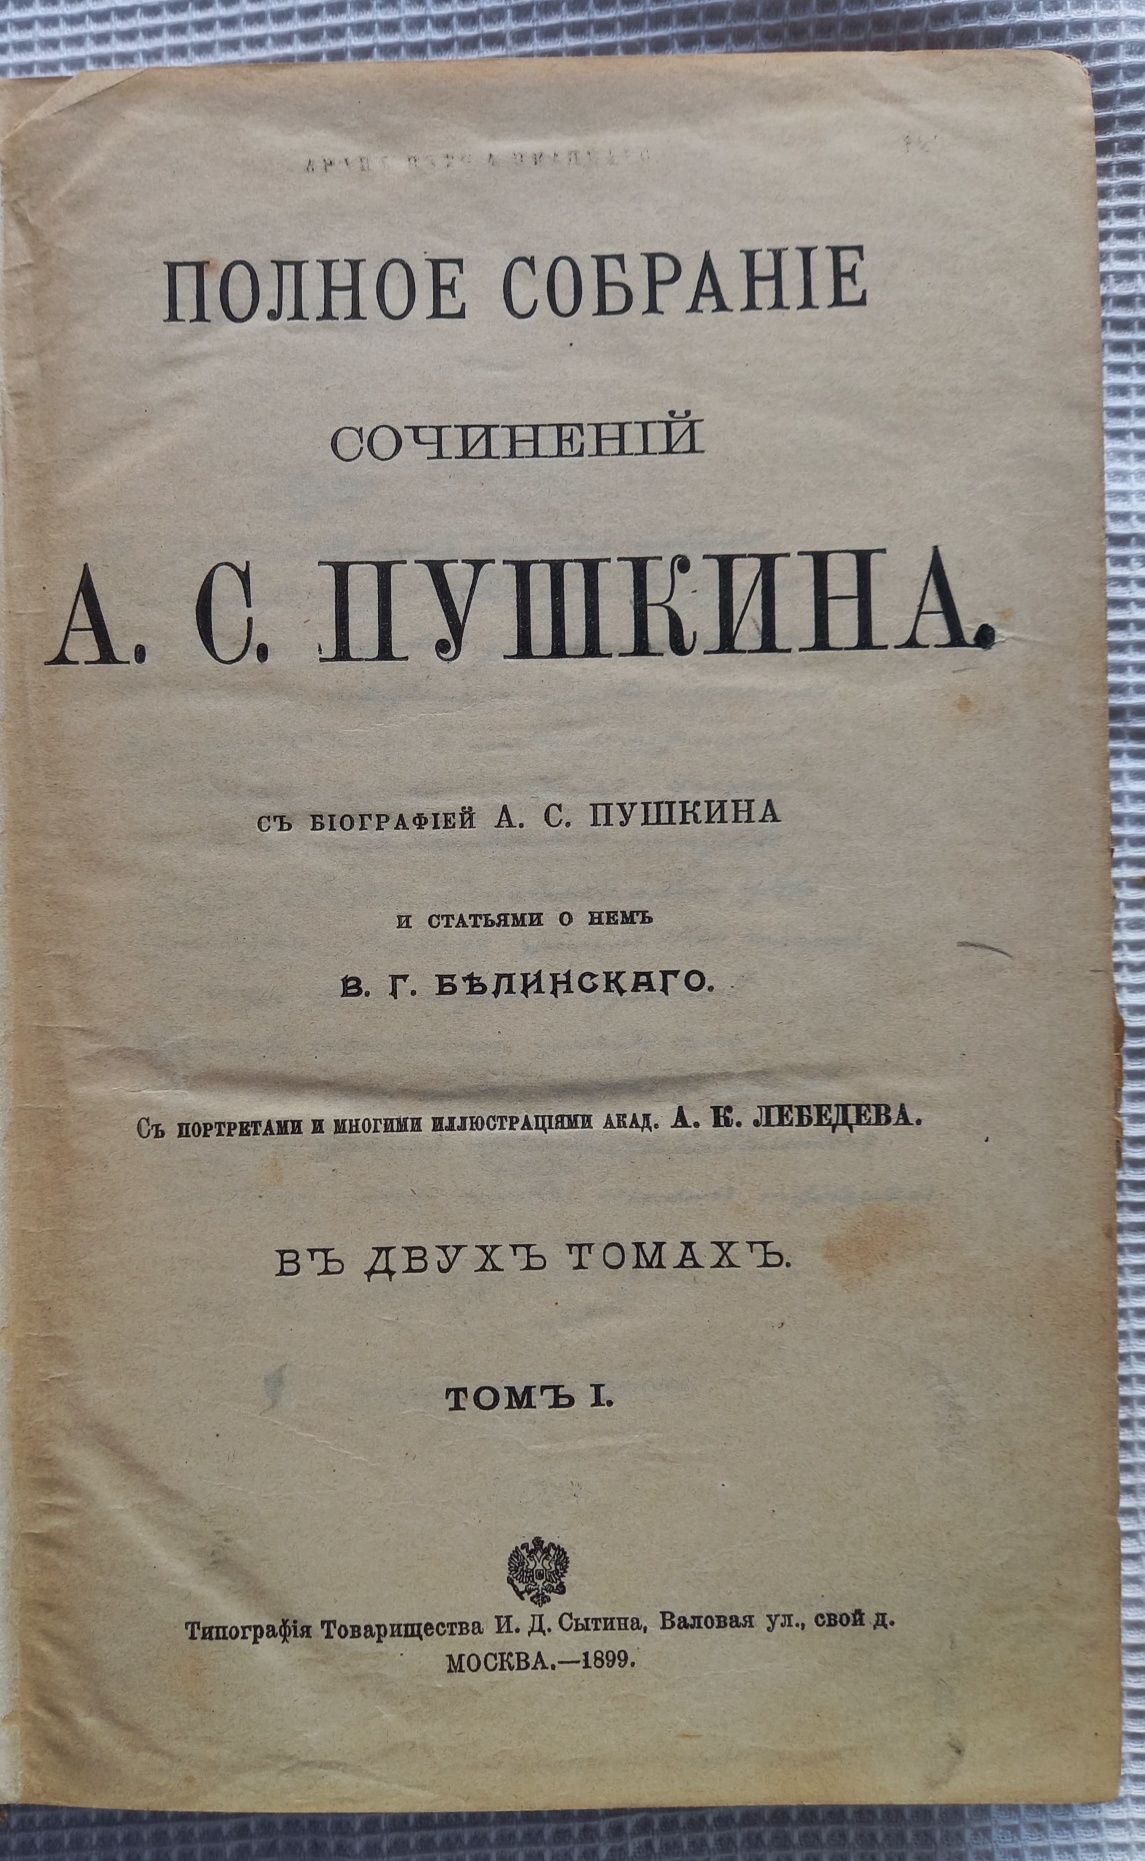 ПОЛНОЕ СОБРАНІЕ
СОЧИНЕНІЙ
А. С. ПУШКИНА.
СЪ БІОГРАФІЕЙ А. С. ПУШКИНА
И СТАТЬЯМИ О НЕМЪ
В. Г. БѢЛИНСКАГО.
Съ портретами и многими иллюстраціями акад. А. К. ЛЕБЕДЕВА.
ВЪ ДВУХЪ ТОМАХЪ.
ТОМЪ I.
Типографія Товарищества И. Д. Сытина, Валовая ул., свой д.
МОСКВА.—1899.